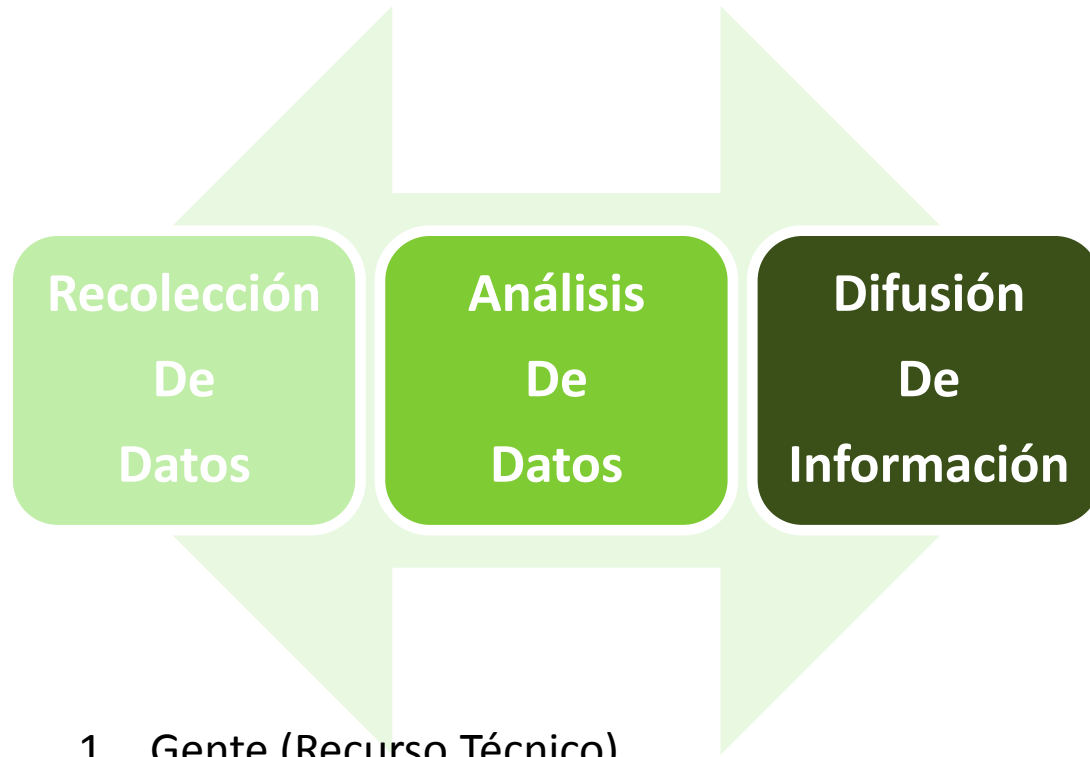 Recolección
De
Datos
Análisis
De
Datos
Difusión
De
Información
1. Gente (Recurso Técnico)